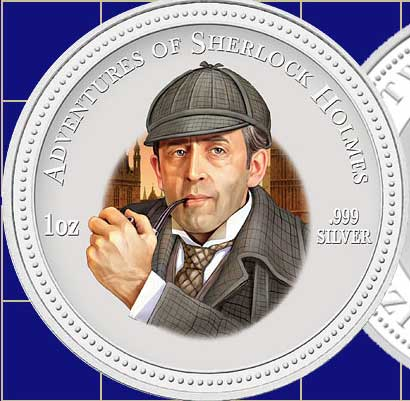 ADVENTURES OF SHERLOCK HOLMES
1oz
.999
SILVER